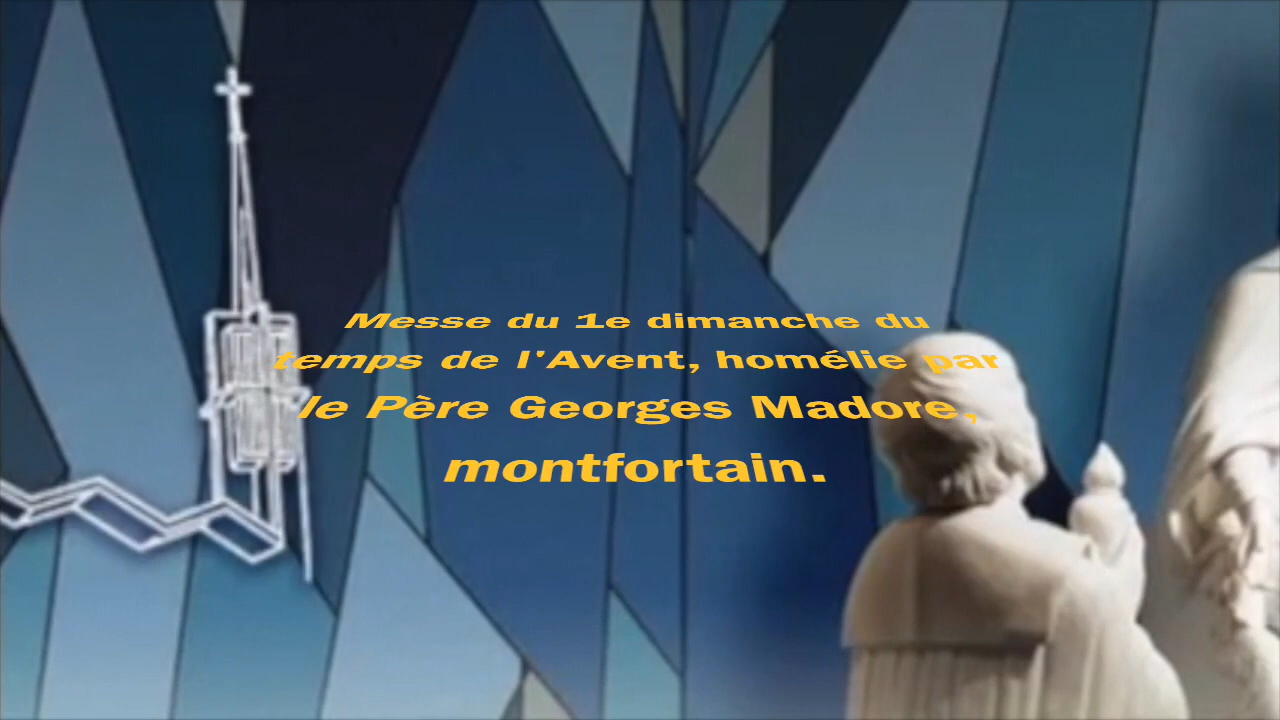 Messe du 1e dimanche du
temps de l'Avent, homélie par
le Père Georges Madore,
montfortain.